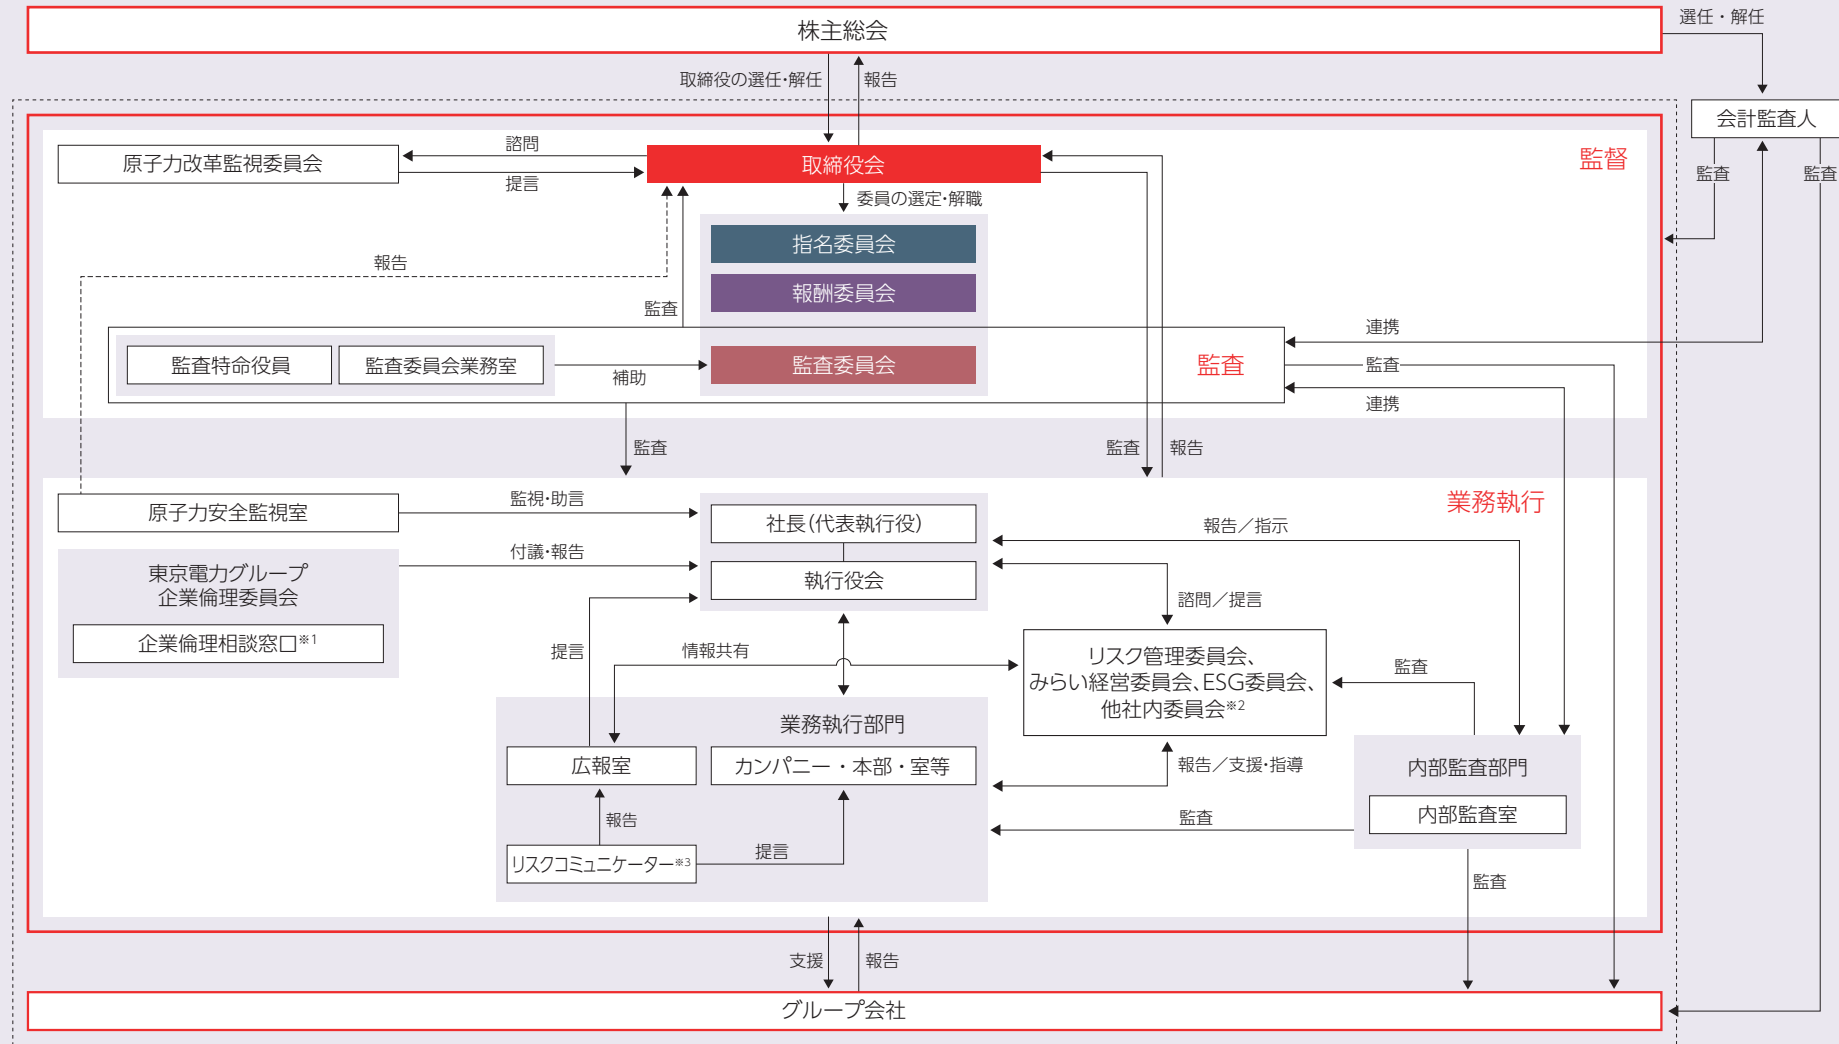 株主総会
選任・解任
取締役の選任・解任
報告
会計監査人
監査
監査
監督
原子力改革監視委員会
諮問
提言
取締役会
委員の選定・解職
指名委員会
報酬委員会
報告
監査
監査特命役員
監査委員会業務室
補助
監査委員会
監査
連携
監査
連携
監査
監査
報告
業務執行
原子力安全監視室
監視・助言
社長(代表執行役)
執行役会
報告/指示
付議・報告
東京電力グループ
企業倫理委員会
企業倫理相談窓口※1
諮問/提言
提言
情報共有
リスク管理委員会、
みらい経営委員会、ESG委員会、
他社内委員会※2
監査
業務執行部門
広報室
カンパニー・本部・室等
報告/支援・指導
内部監査部門
内部監査室
報告
監査
リスクコミュニケーター※3
提言
監査
支援
報告
グループ会社